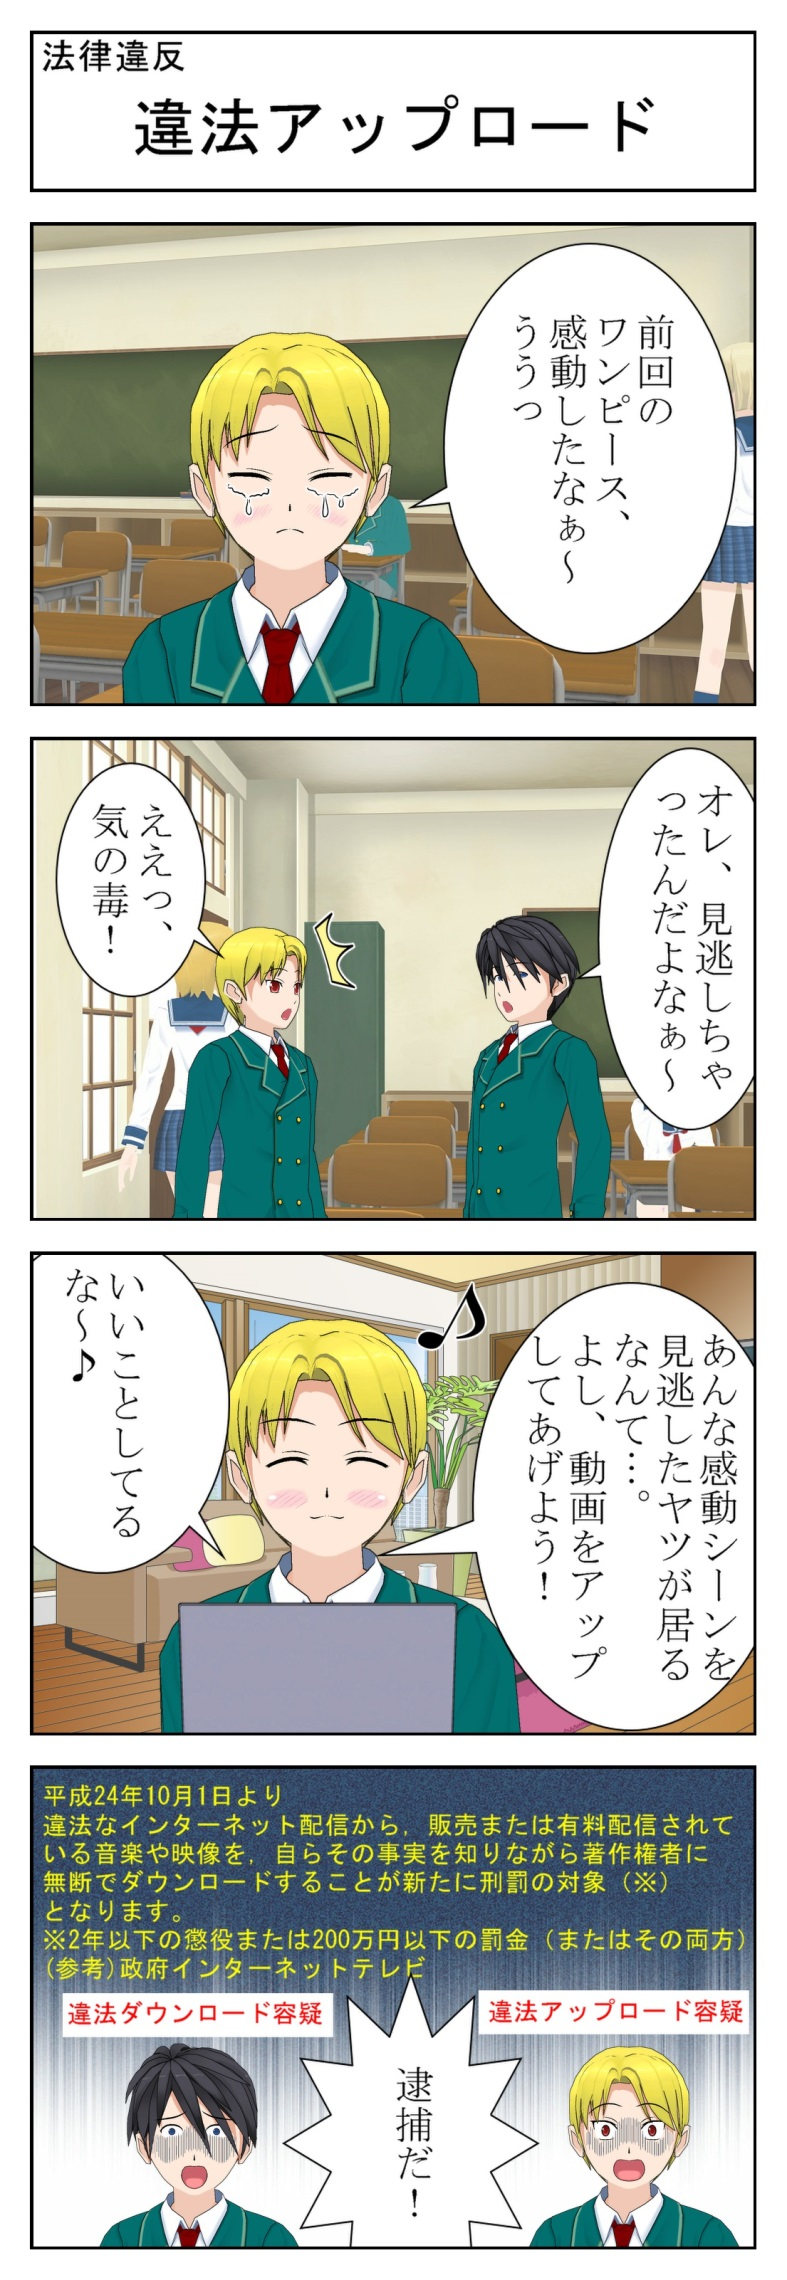 法律違反
違法アップロード
前回の
ワンピース、
感動したなぁ～
ううっ
オレ、見逃しちゃ
ったんだよなぁ～
ええっ、
気の毒！
あんな感動シーンを
見逃したヤツが居る
なんて…。
よし、動画をアップ
してあげよう！
いいことしてる
な～♪
平成24年10月1日より
違法なインターネット配信から，販売または有料配信されて
いる音楽や映像を，自らその事実を知りながら著作権者に
無断でダウンロードすることが新たに刑罰の対象（※）
となります。
※2年以下の懲役または200万円以下の罰金（またはその両方）
(参考)政府インターネットテレビ
違法ダウンロード容疑
違法アップロード容疑
逮捕だ！